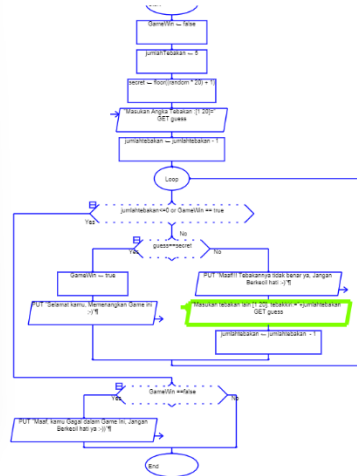 GameWin ← false
jumlahTebakan ← 5
secret ← floor((random * 20) + 1)
"Masukan Angka Tebakan :[1 20]="
GET guess
jumlahtebakan ← jumlahtebakan - 1
Loop
jumlahtebakan<=0 or GameWin == true
Yes
No
guess==secret
Yes
No
GameWin ← true
PUT "Selamat kamu, Memenangkan Game ini
:-)"¶
PUT "Maaf!! Tebakannya tidak benar ya, Jangan
Berkecil hati :-)"¶
"Masukan tebakan lain [1 20], tebakkn = "+jumlahtebakan
GET guess
jumlahtebakan ← jumlahtebakan - 1
GameWin ==false
Yes
No
PUT "Maaf, kamu Gagal dalam Game ini, Jangan
Berkecil hati ya :-)"¶
End